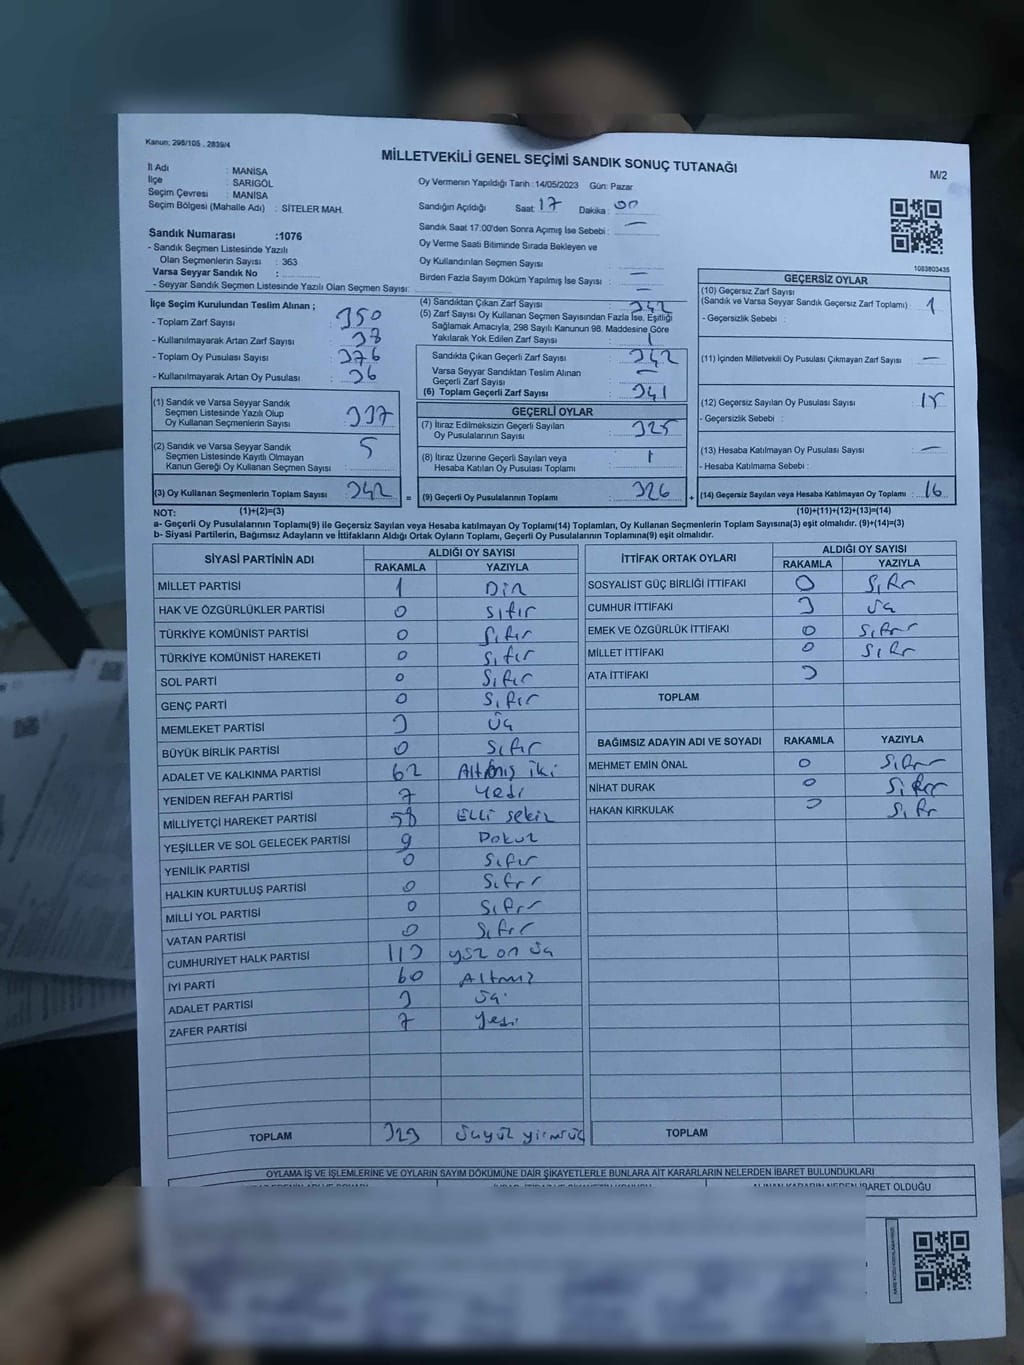 Kanun: 298/105 . 2839/4
MİLLETVEKİLİ GENEL SEÇİMİ SANDIK SONUÇ TUTANAĞI
M/2
İl Adı : MANİSA
İlçe : SARIGÖL
Seçim Çevresi : MANİSA
Seçim Bölgesi (Mahalle Adı) : SİTELER MAH.
Oy Vermenin Yapıldığı Tarih : 14/05/2023 Gün: Pazar
Sandığın Açıldığı Saat 17 Dakika : 00
Sandık Saat 17:00'den Sonra Açımış İse Sebebi : —
Oy Verme Saati Bitiminde Sırada Bekleyen ve
Oy Kullandırılan Seçmen Sayısı : —
Birden Fazla Sayım Döküm Yapılmış İse Sayısı : —
1083803435
Sandık Numarası :1076
- Sandık Seçmen Listesinde Yazılı
Olan Seçmenlerin Sayısı : 363
Varsa Seyyar Sandık No :
- Seyyar Sandık Seçmen Listesinde Yazılı Olan Seçmen Sayısı:
İlçe Seçim Kurulundan Teslim Alınan ;
- Toplam Zarf Sayısı : 350
- Kullanılmayarak Artan Zarf Sayısı : 38
- Toplam Oy Pusulası Sayısı : 376
- Kullanılmayarak Artan Oy Pusulası : 36
(1) Sandık ve Varsa Seyyar Sandık
Seçmen Listesinde Yazılı Olup
Oy Kullanan Seçmenlerin Sayısı : 337
(2) Sandık ve Varsa Seyyar Sandık
Seçmen Listesinde Kayıtlı Olmayan
Kanun Gereği Oy Kullanan Seçmen Sayısı : 5
(3) Oy Kullanan Seçmenlerin Toplam Sayısı : 342
(4) Sandıktan Çıkan Zarf Sayısı : 342
(5) Zarf Sayısı Oy Kullanan Seçmen Sayısından Fazla İse, Eşitliği
Sağlamak Amacıyla, 298 Sayılı Kanunun 98. Maddesine Göre
Yakılarak Yok Edilen Zarf Sayısı : 1
Sandıkta Çıkan Geçerli Zarf Sayısı : 342
Varsa Seyyar Sandıktan Teslim Alınan
Geçerli Zarf Sayısı : —
(6) Toplam Geçerli Zarf Sayısı : 341
GEÇERLİ OYLAR
(7) İtiraz Edilmeksizin Geçerli Sayılan
Oy Pusulalarının Sayısı : 325
(8) İtiraz Üzerine Geçerli Sayılan veya
Hesaba Katılan Oy Pusulası Toplamı : 1
= (9) Geçerli Oy Pusulalarının Toplamı : 326
GEÇERSİZ OYLAR
(10) Geçersiz Zarf Sayısı
(Sandık ve Varsa Seyyar Sandık Geçersiz Zarf Toplamı) : 1
- Geçersizlik Sebebi :
(11) İçinden Milletvekili Oy Pusulası Çıkmayan Zarf Sayısı : —
(12) Geçersiz Sayılan Oy Pusulası Sayısı : 15
- Geçersizlik Sebebi :
(13) Hesaba Katılmayan Oy Pusulası Sayısı : —
- Hesaba Katılmama Sebebi :
+ (14) Geçersiz Sayılan veya Hesaba Katılmayan Oy Toplamı : 16
NOT: (1)+(2)=(3)
(10)+(11)+(12)+(13)=(14)
a- Geçerli Oy Pusulalarının Toplamı(9) ile Geçersiz Sayılan veya Hesaba katılmayan Oy Toplamı(14) Toplamları, Oy Kullanan Seçmenlerin Toplam Sayısına(3) eşit olmalıdır. (9)+(14)=(3)
b- Siyasi Partilerin, Bağımsız Adayların ve İttifakların Aldığı Ortak Oyların Toplamı, Geçerli Oy Pusulalarının Toplamına(9) eşit olmalıdır.
SİYASİ PARTİNİN ADI ALDIĞI OY SAYISI
RAKAMLA YAZIYLA
MİLLET PARTİSİ 1 Bir
HAK VE ÖZGÜRLÜKLER PARTİSİ 0 sıfır
TÜRKİYE KOMÜNİST PARTİSİ 0 Sıfır
TÜRKİYE KOMÜNİST HAREKETİ 0 Sıfır
SOL PARTİ 0 Sıfır
GENÇ PARTİ 0 Sıfır
MEMLEKET PARTİSİ 3 üç
BÜYÜK BİRLİK PARTİSİ 0 Sıfır
ADALET VE KALKINMA PARTİSİ 62 Altmış iki
YENİDEN REFAH PARTİSİ 7 Yedi
MİLLİYETÇİ HAREKET PARTİSİ 58 Elli sekiz
YEŞİLLER VE SOL GELECEK PARTİSİ 9 Dokuz
YENİLİK PARTİSİ 0 Sıfır
HALKIN KURTULUŞ PARTİSİ 0 Sıfır
MİLLİ YOL PARTİSİ 0 Sıfır
VATAN PARTİSİ 0 Sıfır
CUMHURİYET HALK PARTİSİ 113 yüz on üç
İYİ PARTİ 60 Altmış
ADALET PARTİSİ 3 üç
ZAFER PARTİSİ 7 yedi
TOPLAM 323 üçyüz yirmiüç
İTTİFAK ORTAK OYLARI ALDIĞI OY SAYISI
RAKAMLA YAZIYLA
SOSYALİST GÜÇ BİRLİĞİ İTTİFAKI 0 Sıfır
CUMHUR İTTİFAKI 3 üç
EMEK VE ÖZGÜRLÜK İTTİFAKI 0 Sıfır
MİLLET İTTİFAKI 0 Sıfır
ATA İTTİFAKI
TOPLAM
BAĞIMSIZ ADAYIN ADI VE SOYADI RAKAMLA YAZIYLA
MEHMET EMİN ÖNAL 0 Sıfır
NİHAT DURAK 0 Sıfır
HAKAN KIRKULAK 0 Sıfır
TOPLAM
OYLAMA İŞ VE İŞLEMLERİNE VE OYLARIN SAYIM DÖKÜMÜNE DAİR ŞİKAYETLERLE BUNLARA AİT KARARLARIN NELERDEN İBARET BULUNDUKLARI